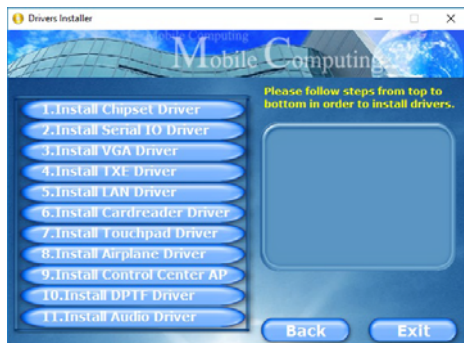 Drivers Installer
Mobile Computing
Mobile Computing
Please follow steps from top to
bottom in order to install drivers.
1.Install Chipset Driver
2.Install Serial IO Driver
3.Install VGA Driver
4.Install TXE Driver
5.Install LAN Driver
6.Install Cardreader Driver
7.Install Touchpad Driver
8.Install Airplane Driver
9.Install Control Center AP
10.Install DPTF Driver
11.Install Audio Driver
Back
Exit